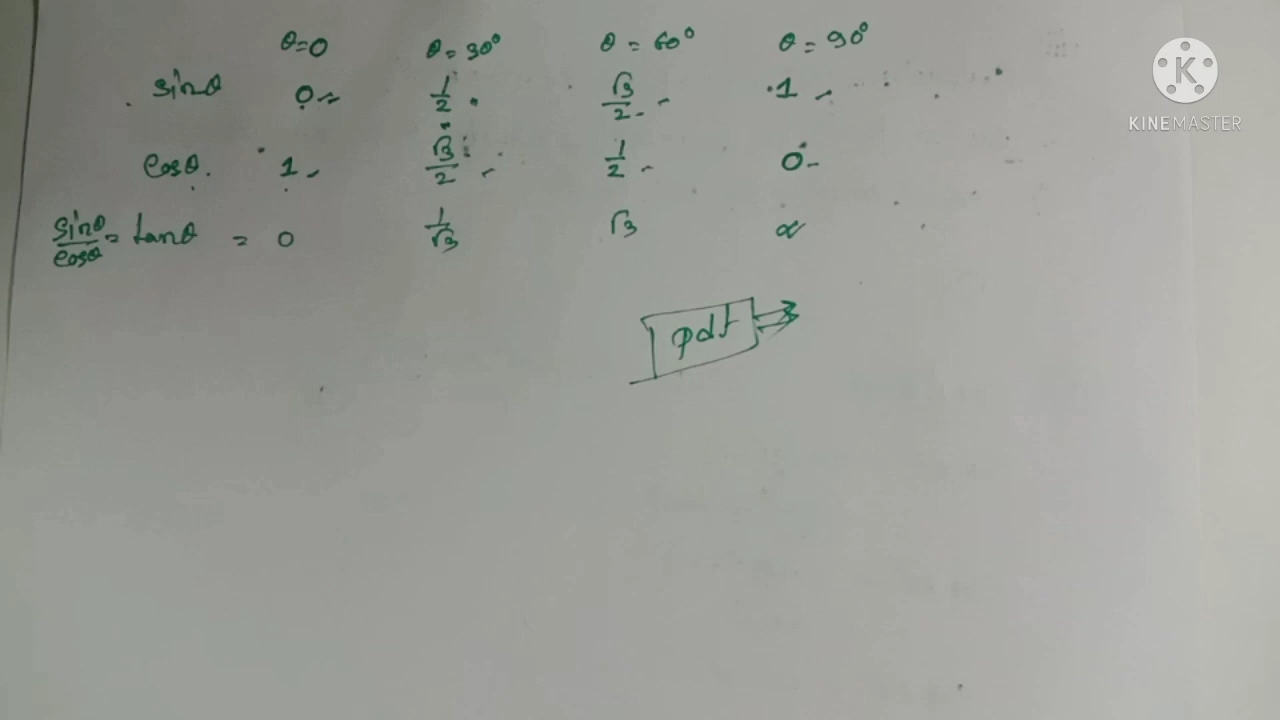 θ=0 θ=30° θ=60° θ=90°
sinθ 0 1/2 √3/2 1
cosθ. 1 √3/2 1/2 0
sinθ/cosθ = tanθ = 0 1/√3 √3 ∝
pdf
KINEMASTER